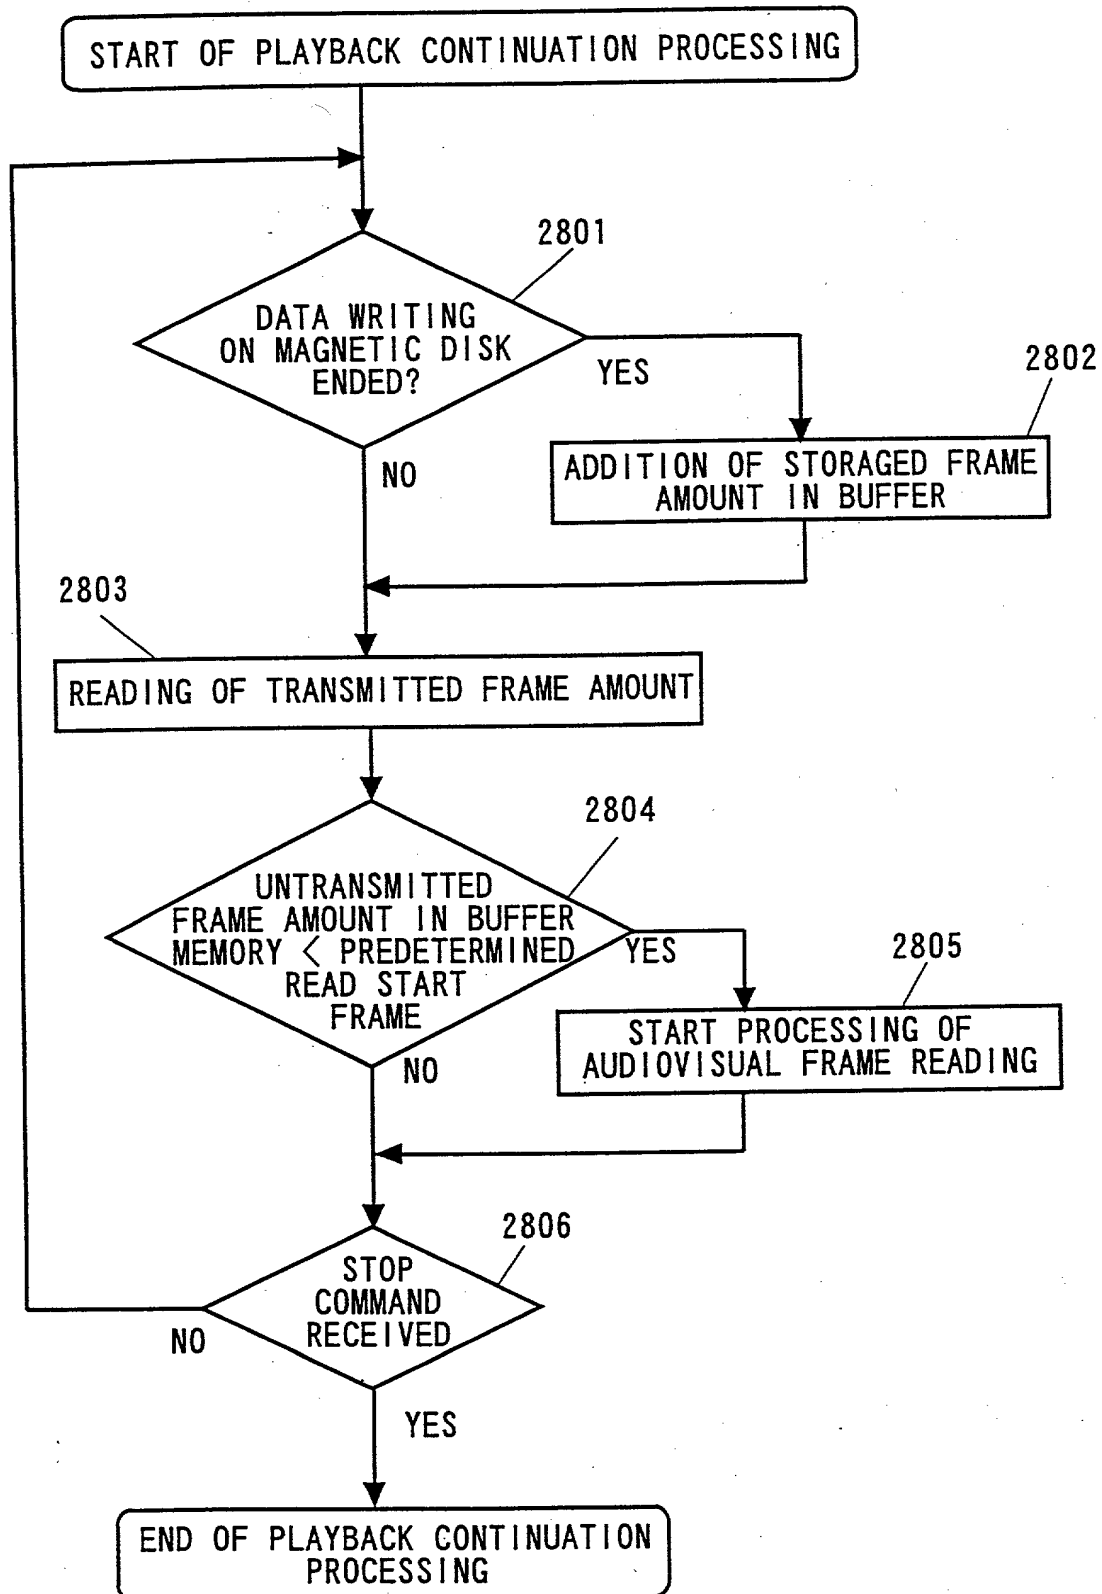 START OF PLAYBACK CONTINUATION PROCESSING
2801
DATA WRITING
ON MAGNETIC DISK
ENDED?
YES
2802
NO
ADDITION OF STORAGED FRAME
AMOUNT IN BUFFER
2803
READING OF TRANSMITTED FRAME AMOUNT
2804
UNTRANSMITTED
FRAME AMOUNT IN BUFFER
MEMORY < PREDETERMINED
READ START
FRAME
YES
2805
NO
START PROCESSING OF
AUDIOVISUAL FRAME READING
2806
STOP
COMMAND
RECEIVED
NO
YES
END OF PLAYBACK CONTINUATION
PROCESSING